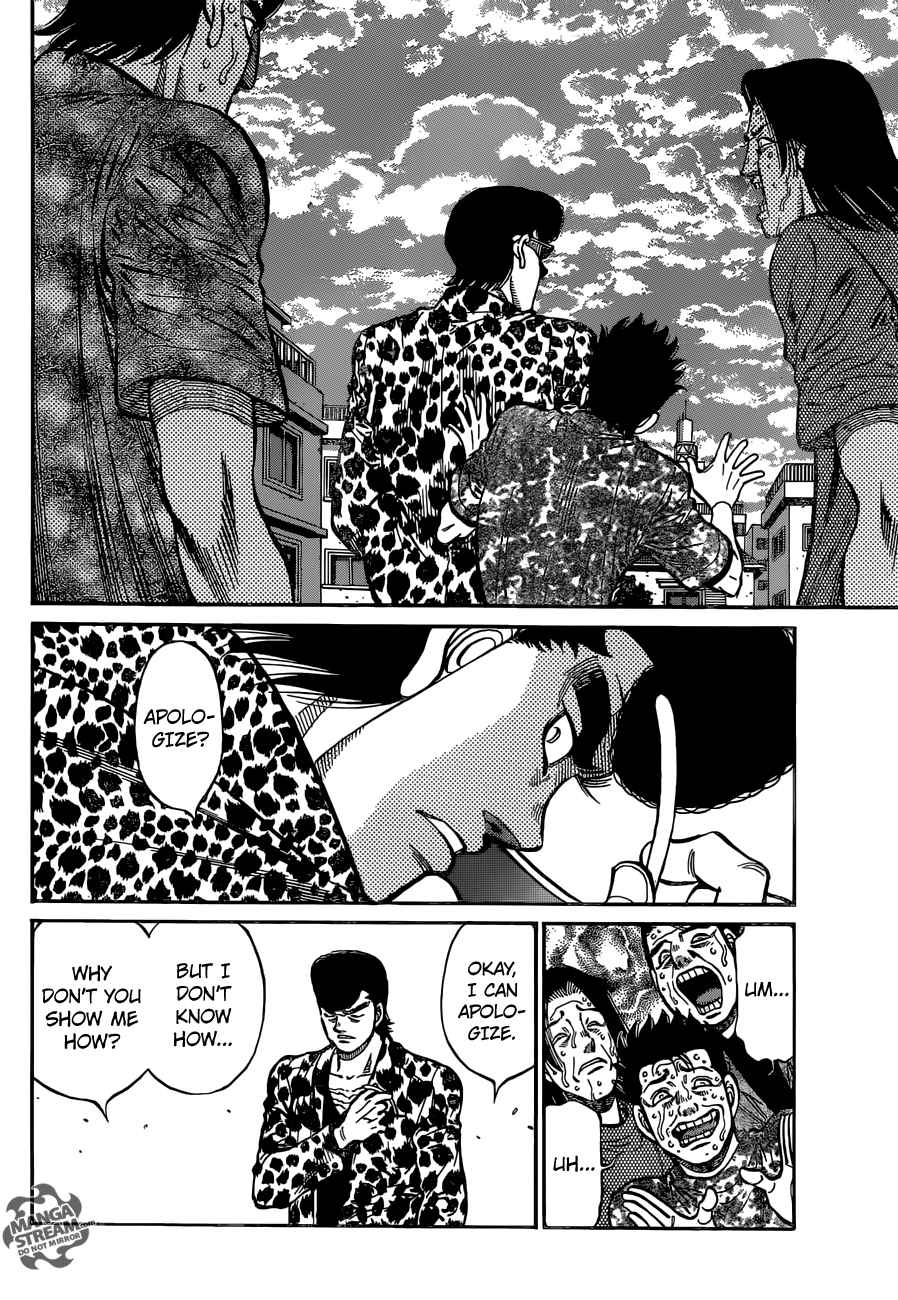 APOLO-
GIZE?
UM...
UH...
OKAY,
I CAN
APOLO-
GIZE.
BUT I
DON'T
KNOW
HOW...
WHY
DON'T YOU
SHOW ME
HOW?
MANGA
STREAM
DO NOT MIRROR